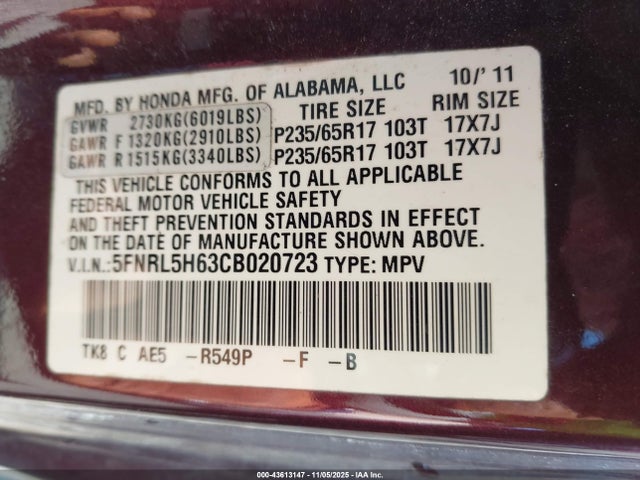 MFD. BY HONDA MFG. OF ALABAMA, LLC 10/'11
TIRE SIZE RIM SIZE
GVWR 2730KG(6019LBS)
GAWR F 1320KG(2910LBS) P235/65R17 103T 17X7J
GAWR R 1515KG(3340LBS) P235/65R17 103T 17X7J
THIS VEHICLE CONFORMS TO ALL APPLICABLE
FEDERAL MOTOR VEHICLE SAFETY
AND THEFT PREVENTION STANDARDS IN EFFECT
ON THE DATE OF MANUFACTURE SHOWN ABOVE.
V.I.N.:5FNRL5H63CB020723 TYPE: MPV
TK8 C AE5 –R549P –F –B
000-43613147 - 11/05/2025 - IAA Inc.